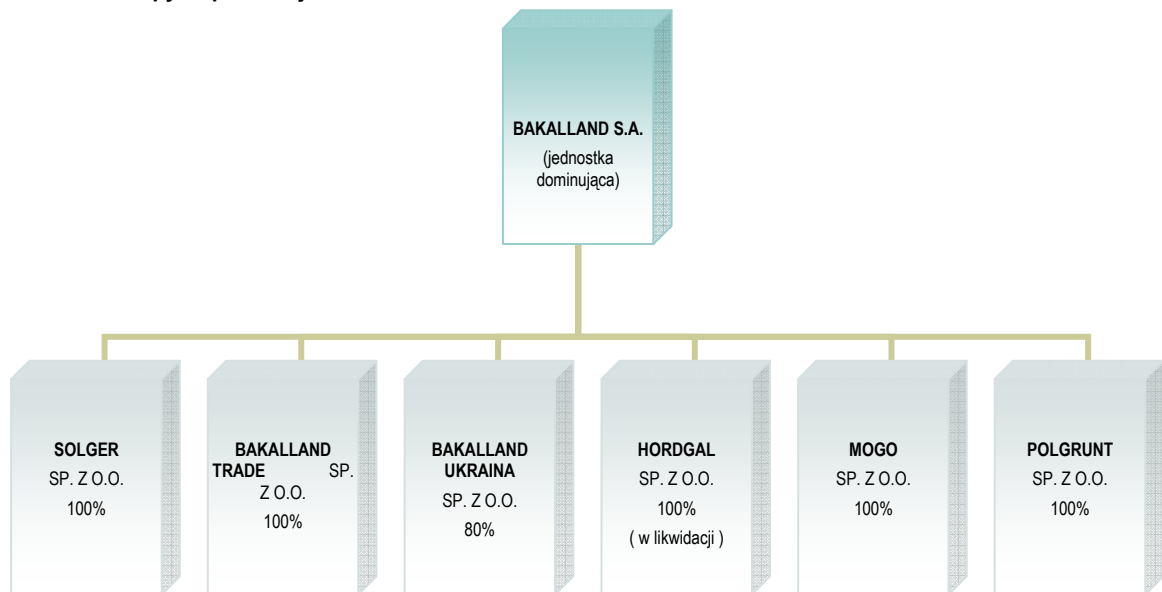 BAKALLAND S.A.
(jednostka
dominująca)
SOLGER
SP. Z O.O.
100%
BAKALLAND
TRADE SP.
Z O.O.
100%
BAKALLAND
UKRAINA
SP. Z O.O.
80%
HORDGAL
SP. Z O.O.
100%
( w likwidacji )
MOGO
SP. Z O.O.
100%
POLGRUNT
SP. Z O.O.
100%